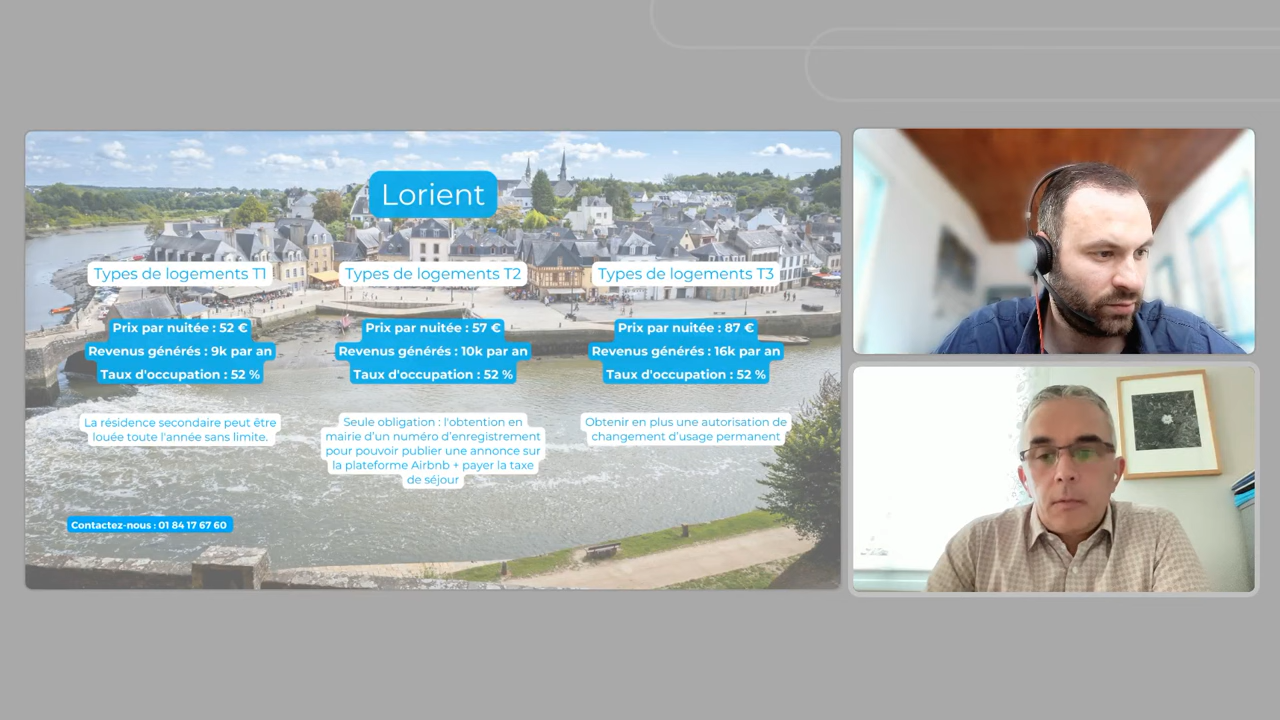 Lorient
Types de logements T1
Prix par nuitée : 52 €
Revenus générés : 9k par an
Taux d'occupation : 52 %
La résidence secondaire peut être
louée toute l'année sans limite.
Types de logements T2
Prix par nuitée : 57 €
Revenus générés : 10k par an
Taux d'occupation : 52 %
Seule obligation : l'obtention en
mairie d'un numéro d'enregistrement
pour pouvoir publier une annonce sur
la plateforme Airbnb + payer la taxe
de séjour
Types de logements T3
Prix par nuitée : 87 €
Revenus générés : 16k par an
Taux d'occupation : 52 %
Obtenir en plus une autorisation de
changement d'usage permanent
Contactez-nous : 01 84 17 67 60